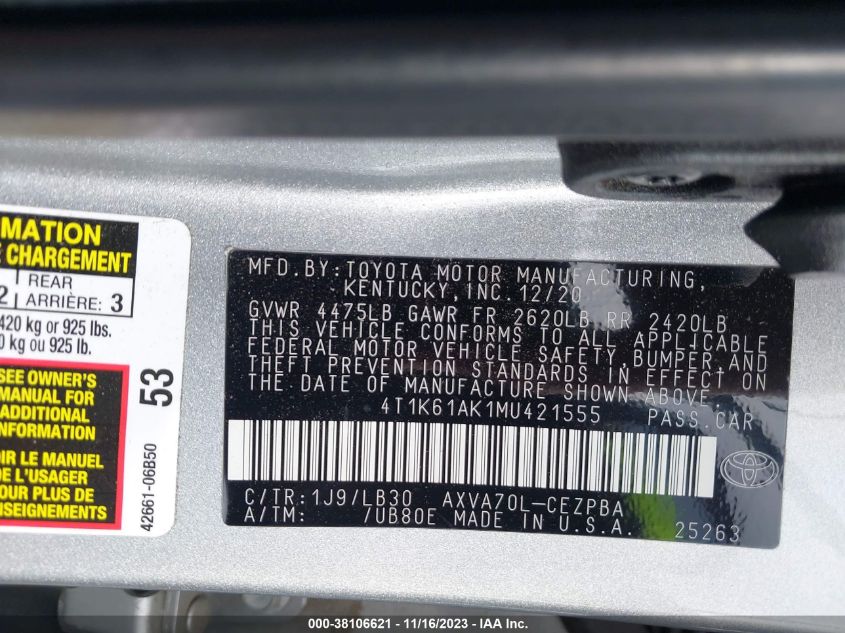 MATION
CHARGEMENT
2 REAR
ARRIÈRE: 3
420 kg or 925 lbs.
0 kg ou 925 lb.
SEE OWNER'S
MANUAL FOR
ADDITIONAL
INFORMATION
OIR LE MANUEL
DE L'USAGER
POUR PLUS DE
ENSEIGNEMENTS
53
42661-06B50
MFD.BY:TOYOTA MOTOR MANUFACTURING,
KENTUCKY,INC.12/20
GVWR 4475LB GAWR FR 2620LB RR 2420LB
THIS VEHICLE CONFORMS TO ALL APPLICABLE
FEDERAL MOTOR VEHICLE SAFETY,BUMPER,AND
THEFT PREVENTION STANDARDS IN EFFECT ON
THE DATE OF MANUFACTURE SHOWN ABOVE.
4T1K61AK1MU421555 PASS.CAR
C/TR:1J9/LB30 AXVA70L-CEZPBA
A/TM: 7UB80E MADE IN U.S.A. 25263
000-38106621 - 11/16/2023 - IAA Inc.